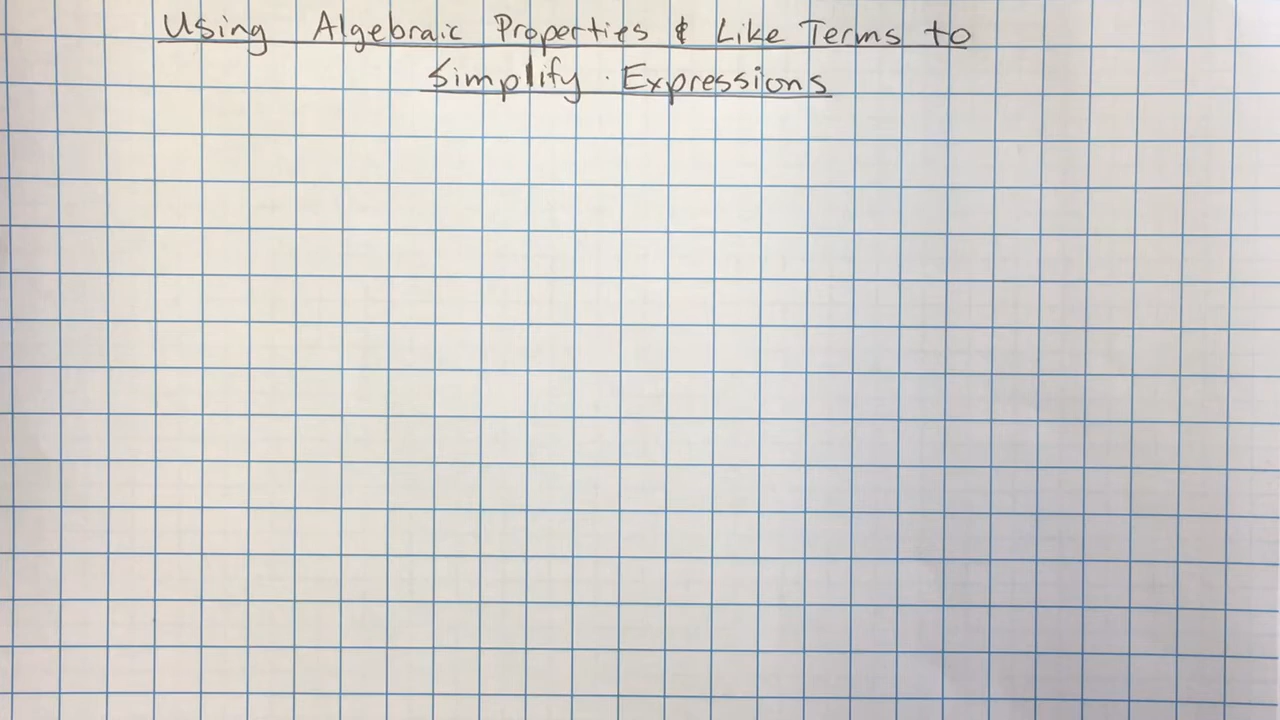 Using Algebraic Properties & Like Terms to
Simplify . Expressions